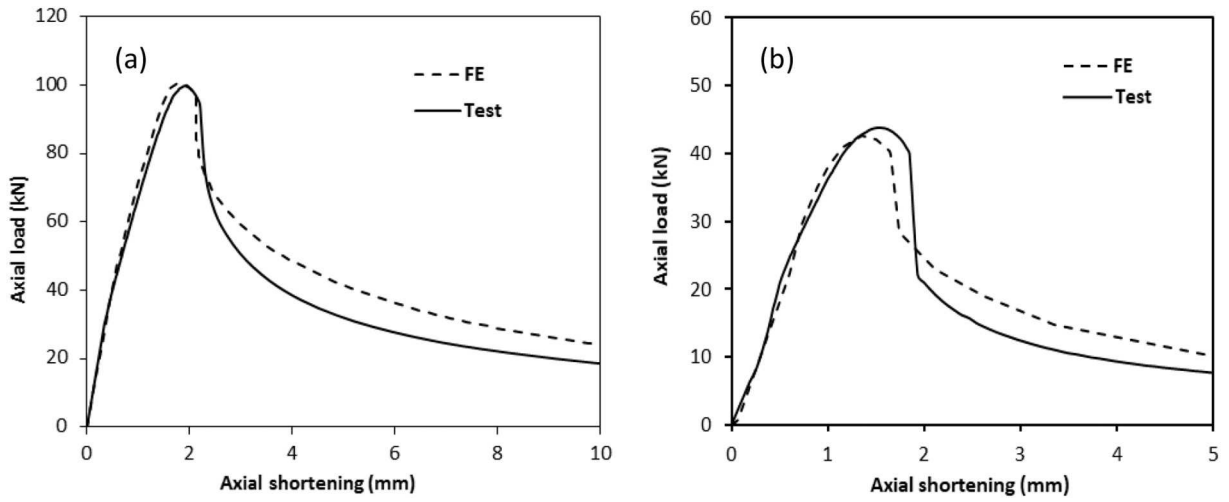 (a)
FE
Test
Axial load (kN)
120
100
80
60
40
20
0
0 2 4 6 8 10
Axial shortening (mm)
(b)
FE
Test
Axial load (kN)
60
50
40
30
20
10
0
0 1 2 3 4 5
Axial shortening (mm)